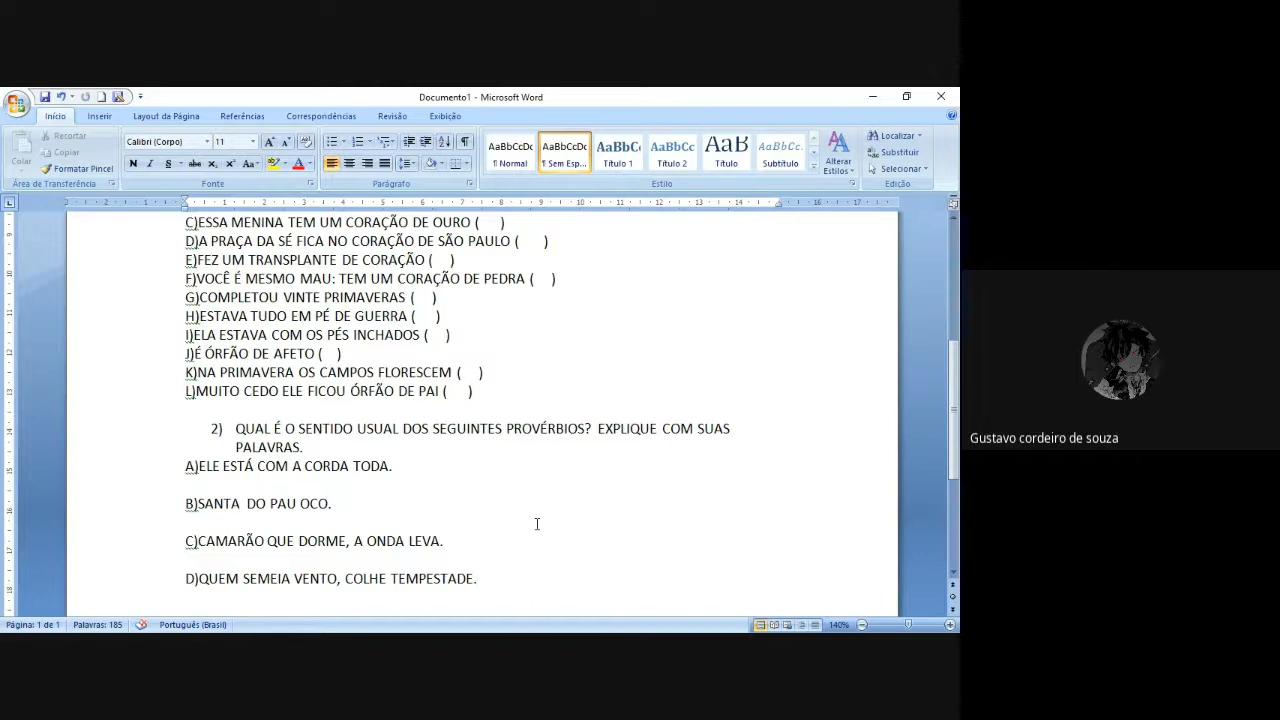 Documento1 - Microsoft Word
Início Inserir Layout da Página Referências Correspondências Revisão Exibição
Colar
Recortar
Copiar
Formatar Pincel
Área de Transferência
Calibri (Corpo) 11
N I S abc X₂ X² Aa
Fonte
Parágrafo
AaBbCcDc AaBbCcDc AaBbCc AaBbCc AaB AaBbCc.
¶ Normal ¶ Sem Esp... Título 1 Título 2 Título Subtítulo
Alterar Estilos
Estilo
Localizar
Substituir
Selecionar
Edição
C)ESSA MENINA TEM UM CORAÇÃO DE OURO ( )
D)A PRAÇA DA SÉ FICA NO CORAÇÃO DE SÃO PAULO ( )
E)FEZ UM TRANSPLANTE DE CORAÇÃO ( )
F)VOCÊ É MESMO MAU: TEM UM CORAÇÃO DE PEDRA ( )
G)COMPLETOU VINTE PRIMAVERAS ( )
H)ESTAVA TUDO EM PÉ DE GUERRA ( )
I)ELA ESTAVA COM OS PÉS INCHADOS ( )
J)É ÓRFÃO DE AFETO ( )
K)NA PRIMAVERA OS CAMPOS FLORESCEM ( )
L)MUITO CEDO ELE FICOU ÓRFÃO DE PAI ( )
2) QUAL É O SENTIDO USUAL DOS SEGUINTES PROVÉRBIOS? EXPLIQUE COM SUAS
PALAVRAS.
A)ELE ESTÁ COM A CORDA TODA.
B)SANTA DO PAU OCO.
C)CAMARÃO QUE DORME, A ONDA LEVA.
D)QUEM SEMEIA VENTO, COLHE TEMPESTADE.
Página: 1 de 1 Palavras: 185 Português (Brasil) 140%
Gustavo cordeiro de souza